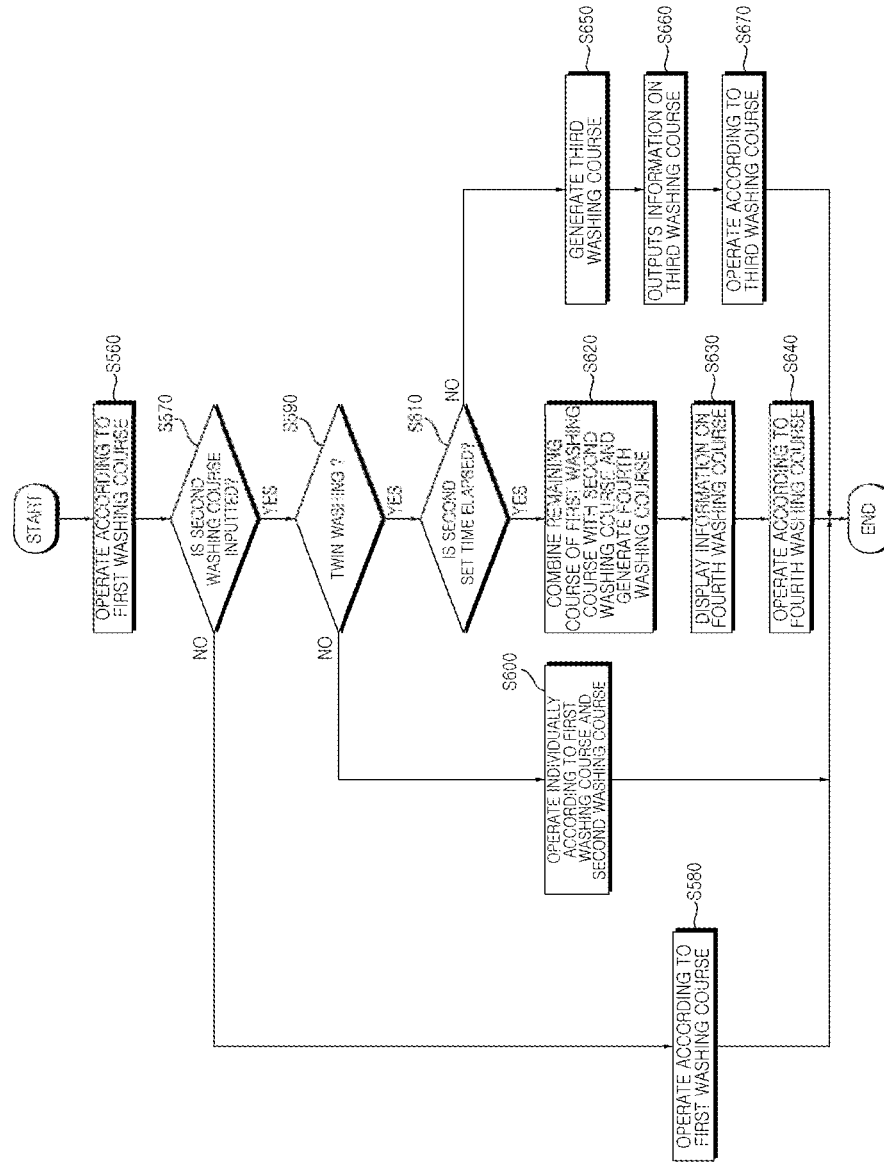 START
OPERATE ACCORDING TO
FIRST WASHING COURSE
S560
IS SECOND
WASHING COURSE
INPUTTED?
S570
NO
YES
TWIN WASHING ?
S590
NO
YES
IS SECOND
SET TIME ELAPSED?
S610
NO
YES
OPERATE ACCORDING TO
FIRST WASHING COURSE
S580
OPERATE INDIVIDUALLY
ACCORDING TO FIRST
WASHING COURSE AND
SECOND WASHING COURSE
S600
COMBINE REMAINING
COURSE OF FIRST WASHING
COURSE WITH SECOND
WASHING COURSE AND
GENERATE FOURTH
WASHING COURSE
S620
DISPLAY INFORMATION ON
FOURTH WASHING COURSE
S630
OPERATE ACCORDING TO
FOURTH WASHING COURSE
S640
GENERATE THIRD
WASHING COURSE
S650
OUTPUTS INFORMATION ON
THIRD WASHING COURSE
S660
OPERATE ACCORDING TO
THIRD WASHING COURSE
S670
END